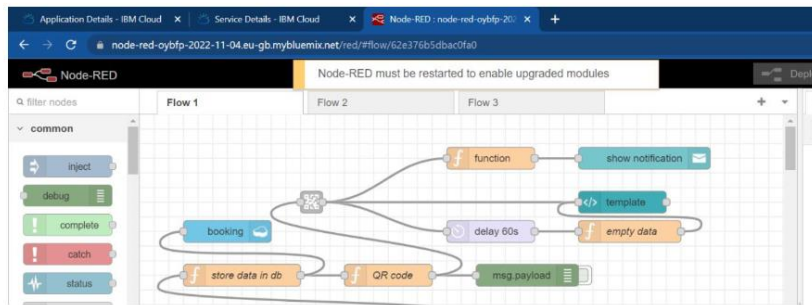 Application Details - IBM Cloud
Service Details - IBM Cloud
Node-RED : node-red-oybfp-202
node-red-oybfp-2022-11-04.eu-gb.mybluemix.net/red/#flow/62e376b5dbac0fa0
Node-RED
Node-RED must be restarted to enable upgraded modules
Depl
filter nodes
Flow 1
Flow 2
Flow 3
common
inject
debug
complete
catch
status
function
show notification
template
booking
delay 60s
empty data
store data in db
QR code
msg.payload